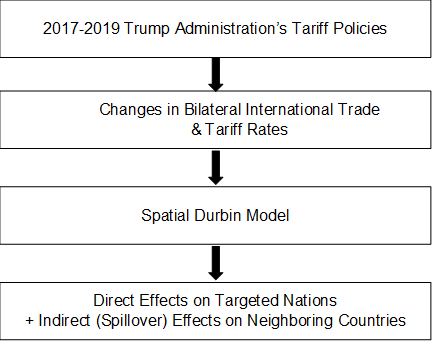 2017-2019 Trump Administration's Tariff Policies
Changes in Bilateral International Trade
& Tariff Rates
Spatial Durbin Model
Direct Effects on Targeted Nations
+ Indirect (Spillover) Effects on Neighboring Countries